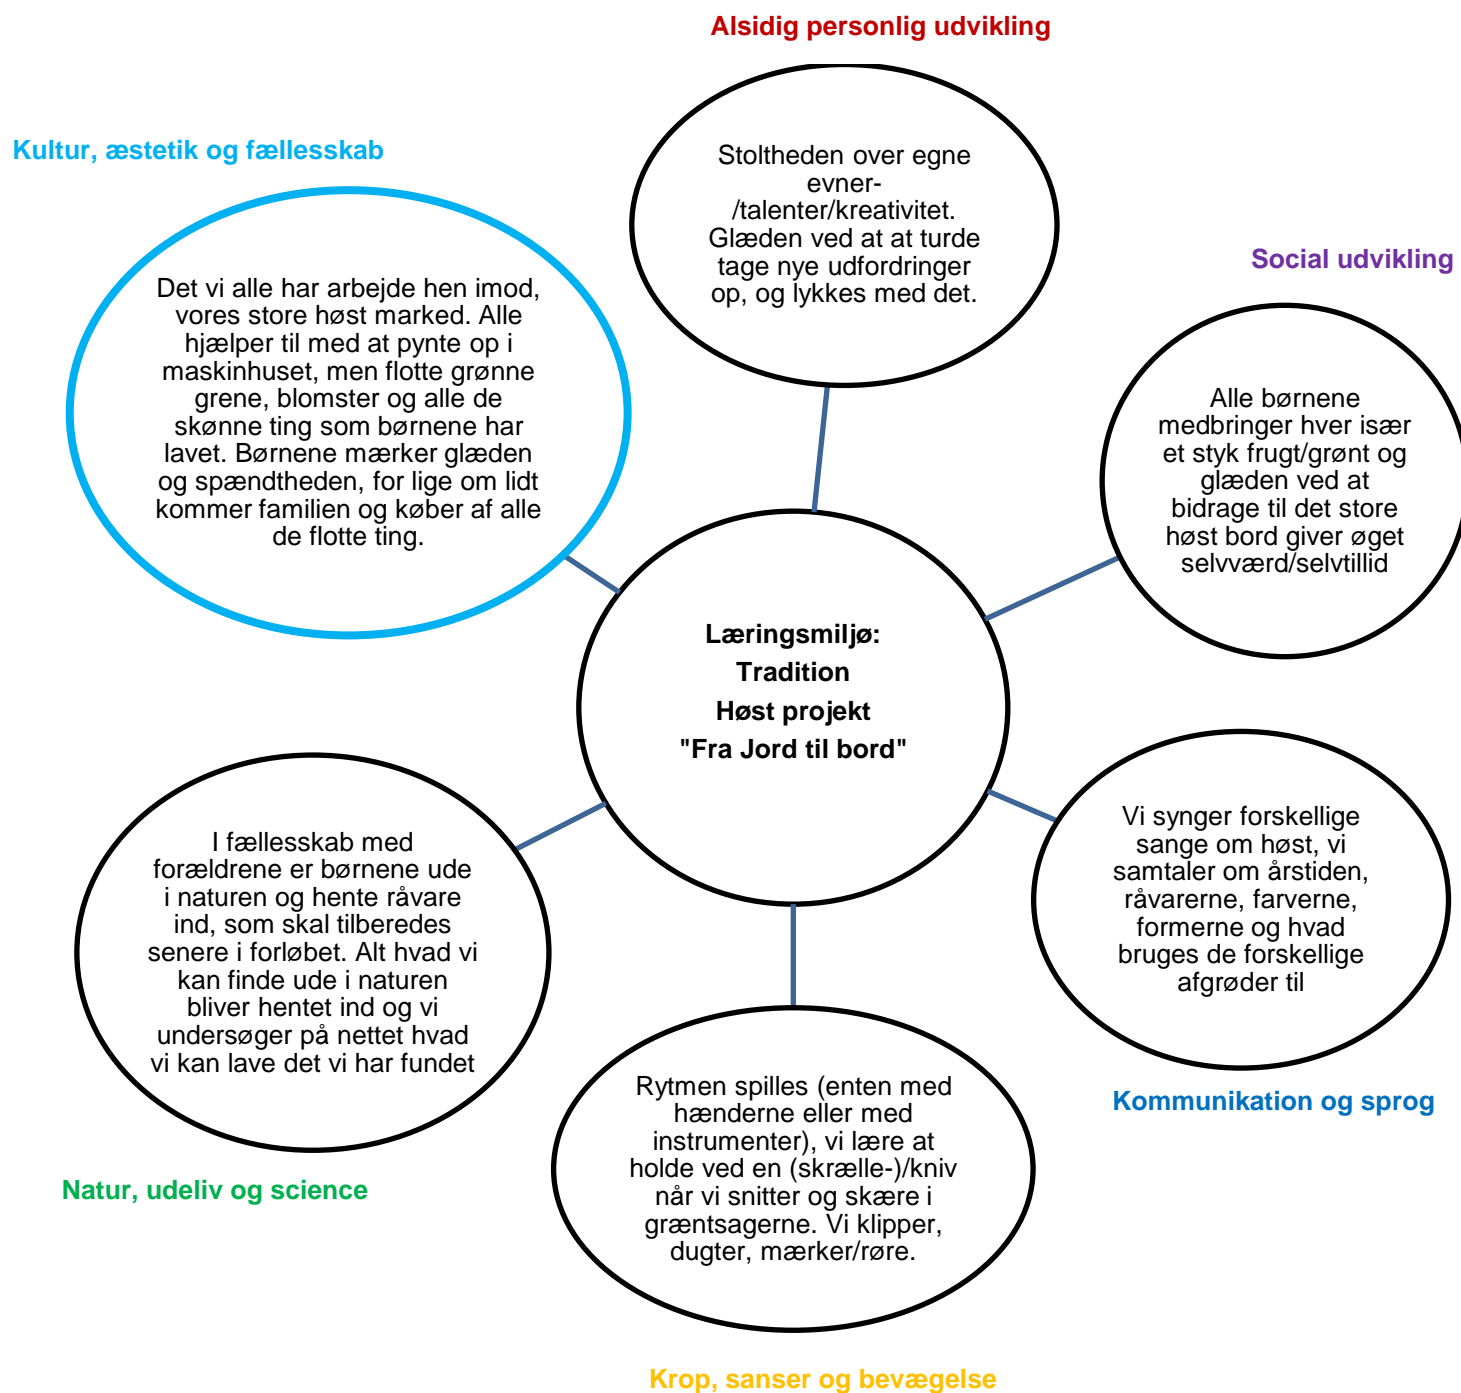 Alsidig personlig udvikling
Stoltheden over egne
evner-
/talenter/kreativitet.
Glæden ved at at turde
tage nye udfordringer
op, og lykkes med det.
Kultur, æstetik og fællesskab
Det vi alle har arbejde hen imod,
vores store høst marked. Alle
hjælper til med at pynte op i
maskinhuset, men flotte grønne
grene, blomster og alle de
skønne ting som børnene har
lavet. Børnene mærker glæden
og spændtheden, for lige om lidt
kommer familien og køber af alle
de flotte ting.
Social udvikling
Alle børnene
medbringer hver især
et styk frugt/grønt og
glæden ved at
bidrage til det store
høst bord giver øget
selvværd/selvtillid
Læringsmiljø:
Tradition
Høst projekt
"Fra Jord til bord"
I fællesskab med
forældrene er børnene ude
i naturen og hente råvare
ind, som skal tilberedes
senere i forløbet. Alt hvad vi
kan finde ude i naturen
bliver hentet ind og vi
undersøger på nettet hvad
vi kan lave det vi har fundet
Natur, udeliv og science
Vi synger forskellige
sange om høst, vi
samtaler om årstiden,
råvarerne, farverne,
formerne og hvad
bruges de forskellige
afgrøder til
Kommunikation og sprog
Rytmen spilles (enten med
hænderne eller med
instrumenter), vi lære at
holde ved en (skrælle-)/kniv
når vi snitter og skære i
græntsagerne. Vi klipper,
dugter, mærker/røre.
Krop, sanser og bevægelse